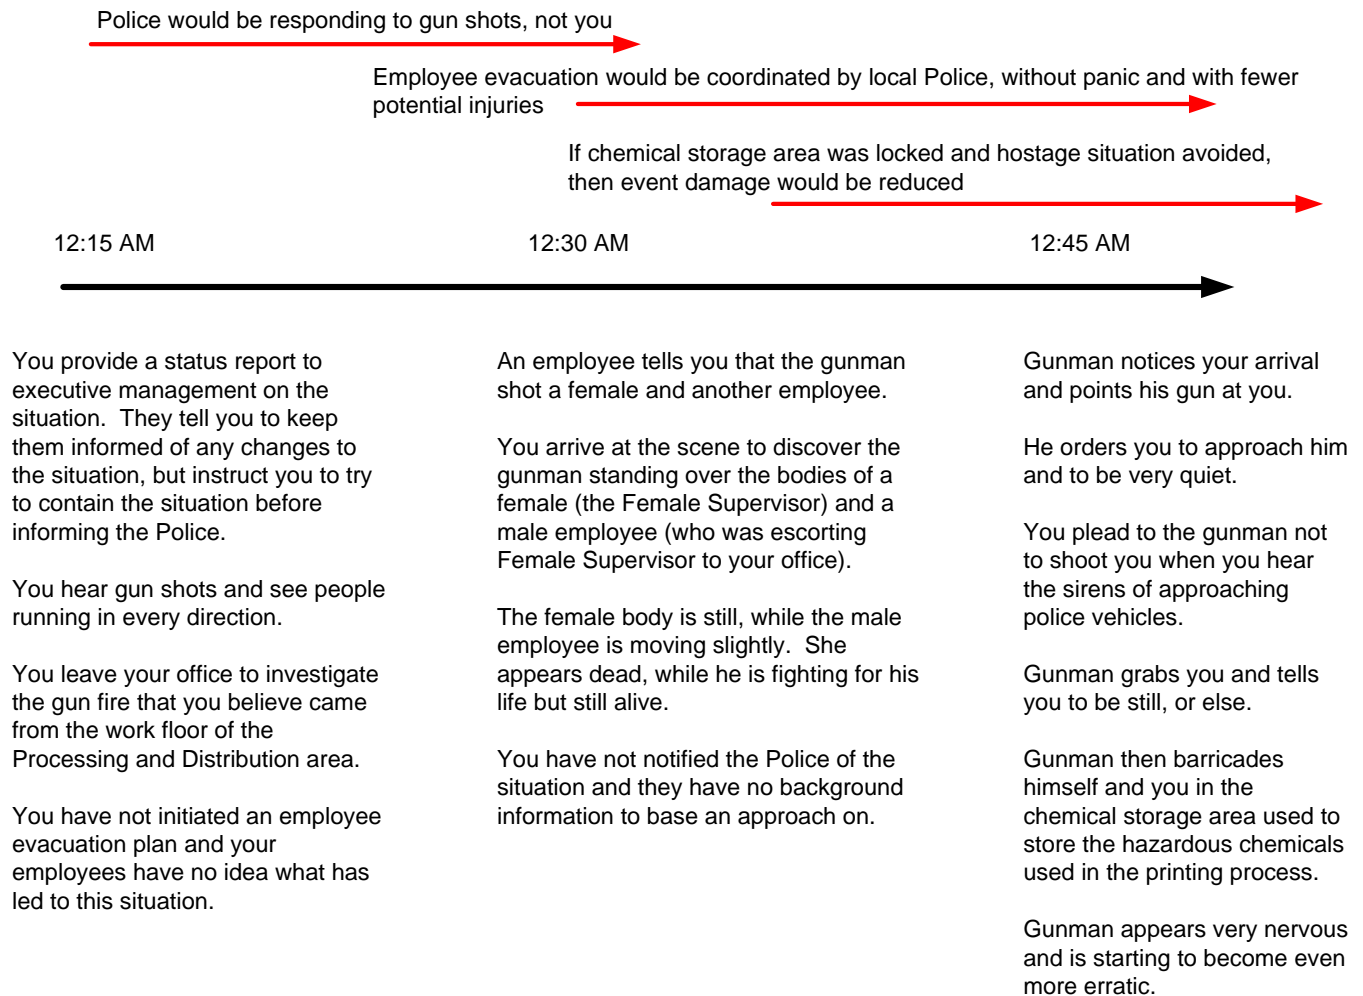 Police would be responding to gun shots, not you
Employee evacuation would be coordinated by local Police, without panic and with fewer
potential injuries
If chemical storage area was locked and hostage situation avoided,
then event damage would be reduced
12:15 AM
12:30 AM
12:45 AM
You provide a status report to
executive management on the
situation.  They tell you to keep
them informed of any changes to
the situation, but instruct you to try
to contain the situation before
informing the Police.
You hear gun shots and see people
running in every direction.
You leave your office to investigate
the gun fire that you believe came
from the work floor of the
Processing and Distribution area.
You have not initiated an employee
evacuation plan and your
employees have no idea what has
led to this situation.
An employee tells you that the gunman
shot a female and another employee.
You arrive at the scene to discover the
gunman standing over the bodies of a
female (the Female Supervisor) and a
male employee (who was escorting
Female Supervisor to your office).
The female body is still, while the male
employee is moving slightly.  She
appears dead, while he is fighting for his
life but still alive.
You have not notified the Police of the
situation and they have no background
information to base an approach on.
Gunman notices your arrival
and points his gun at you.
He orders you to approach him
and to be very quiet.
You plead to the gunman not
to shoot you when you hear
the sirens of approaching
police vehicles.
Gunman grabs you and tells
you to be still, or else.
Gunman then barricades
himself and you in the
chemical storage area used to
store the hazardous chemicals
used in the printing process.
Gunman appears very nervous
and is starting to become even
more erratic.